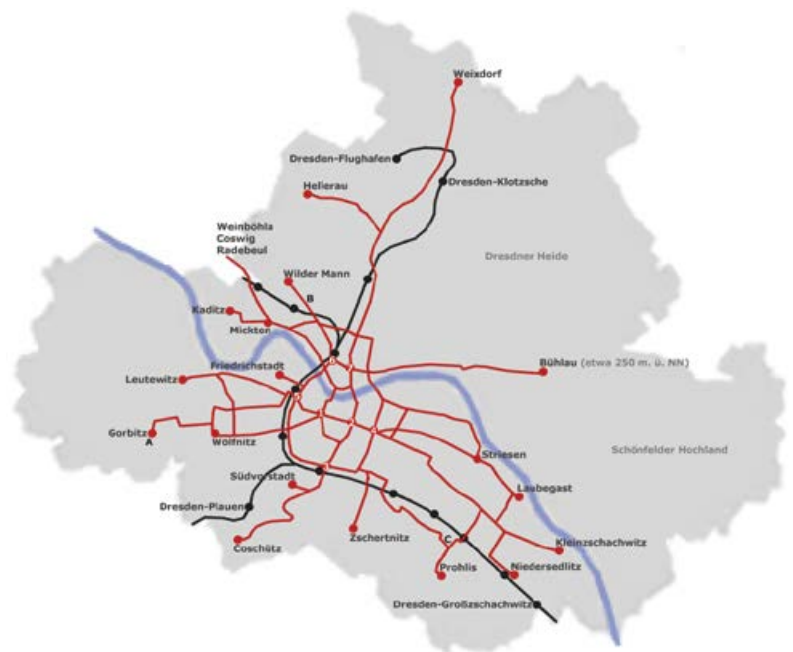 Weixdorf
Dresden-Flughafen
Dresden-Klotzsche
Hellerau
Weinböhla
Coswig
Radebeul
Dresdner Heide
Wilder Mann
B
Kaditz
Mickten
Friedrichstadt
Bühlau (etwa 250 m. ü. NN)
Leutewitz
Gorbitz
A
Wölfnitz
Schönfelder Hochland
Striesen
Südvorstadt
Laubegast
Dresden-Plauen
Zschertnitz
C
Kleinzschachwitz
Coschütz
Prohlis
Niedersedlitz
Dresden-Großzschachwitz